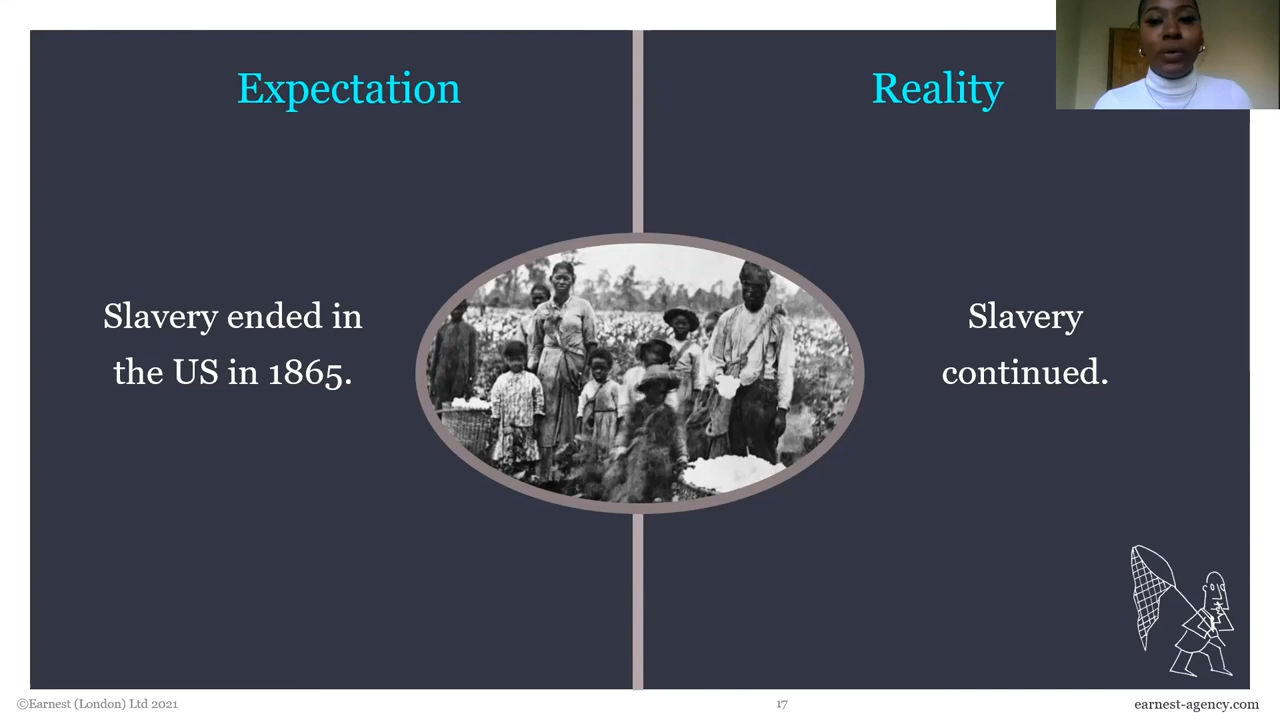 Expectation
Reality
Slavery ended in
the US in 1865.
Slavery
continued.
©Earnest (London) Ltd 2021
17
earnest-agency.com